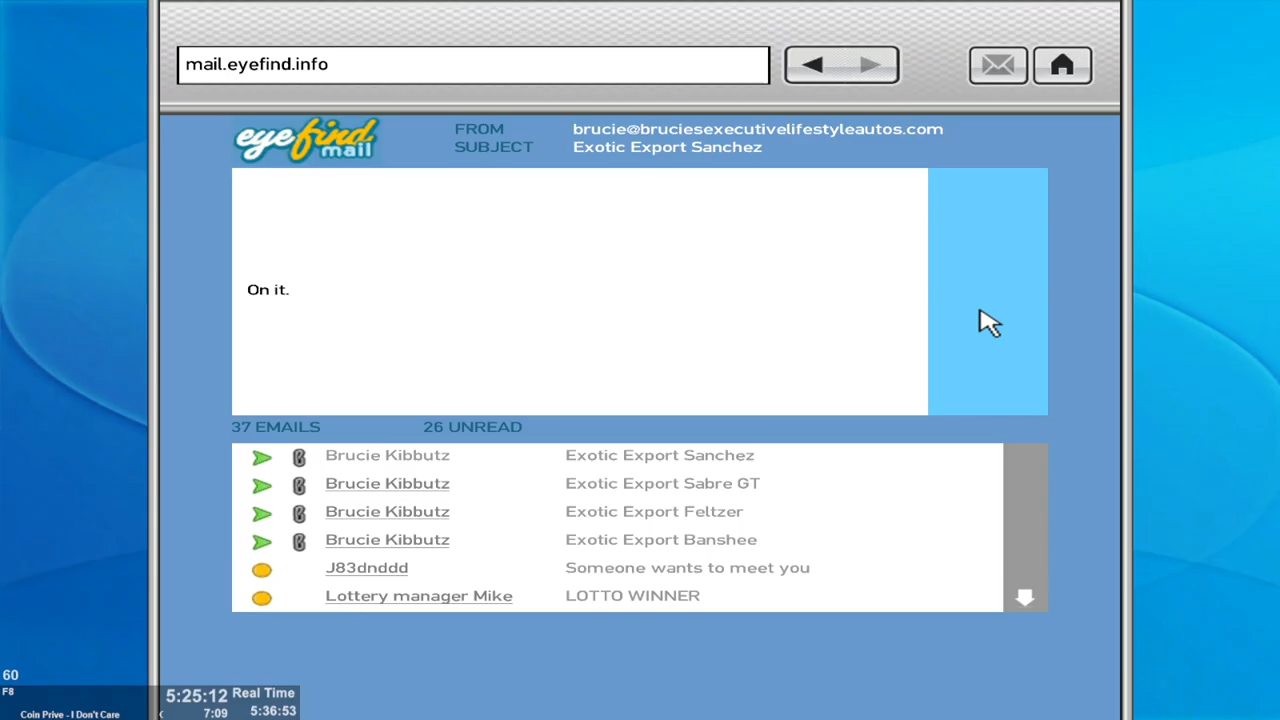 mail.eyefind.info
eyefind mail
FROM brucie@bruciesexecutivelifestyleautos.com
SUBJECT Exotic Export Sanchez
On it.
37 EMAILS 26 UNREAD
Brucie Kibbutz Exotic Export Sanchez
Brucie Kibbutz Exotic Export Sabre GT
Brucie Kibbutz Exotic Export Feltzer
Brucie Kibbutz Exotic Export Banshee
J83dnddd Someone wants to meet you
Lottery manager Mike LOTTO WINNER
60
F8
5:25:12 Real Time
7:09 5:36:53
Coin Prive - I Don't Care